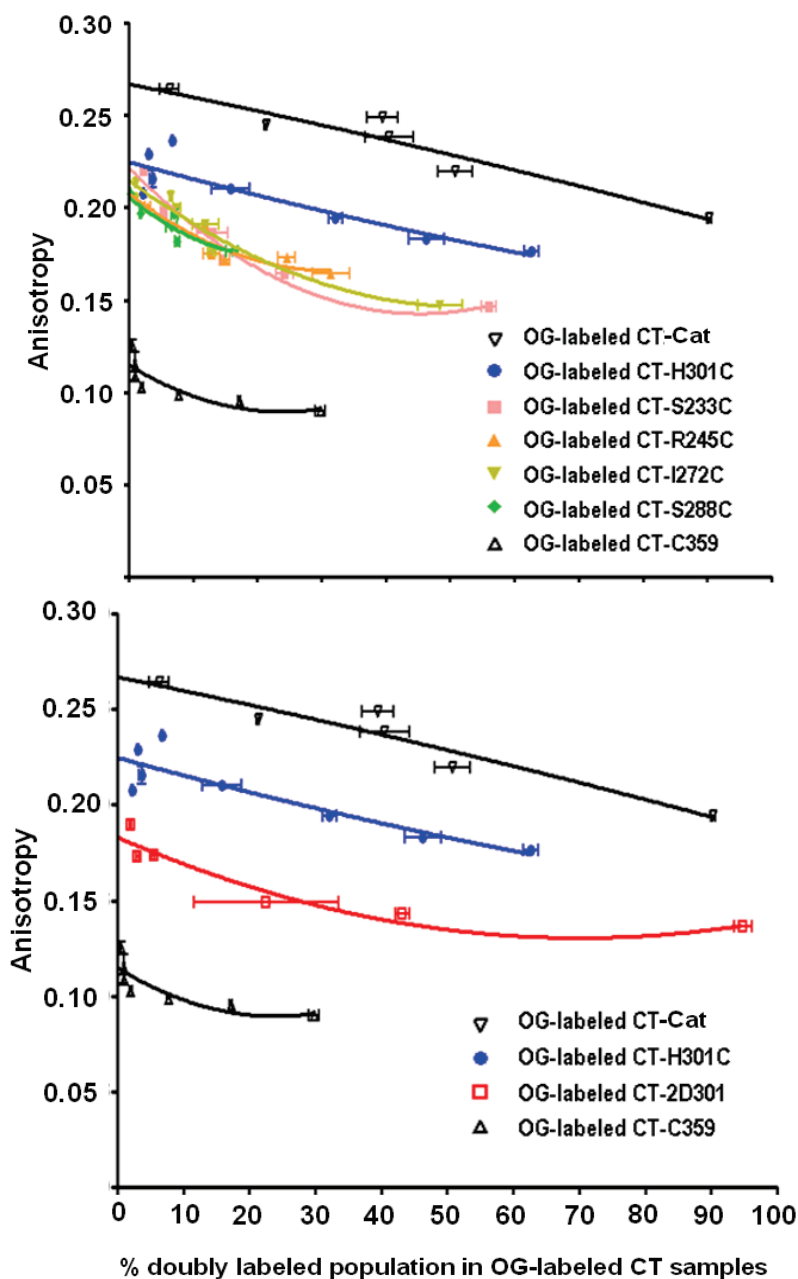 0.30
0.25
0.20
0.15
0.10
0.05
Anisotropy
OG-labeled CT-Cat
OG-labeled CT-H301C
OG-labeled CT-S233C
OG-labeled CT-R245C
OG-labeled CT-I272C
OG-labeled CT-S288C
OG-labeled CT-C359
0.30
0.25
0.20
0.15
0.10
0.05
Anisotropy
OG-labeled CT-Cat
OG-labeled CT-H301C
OG-labeled CT-2D301
OG-labeled CT-C359
0 10 20 30 40 50 60 70 80 90 100
% doubly labeled population in OG-labeled CT samples